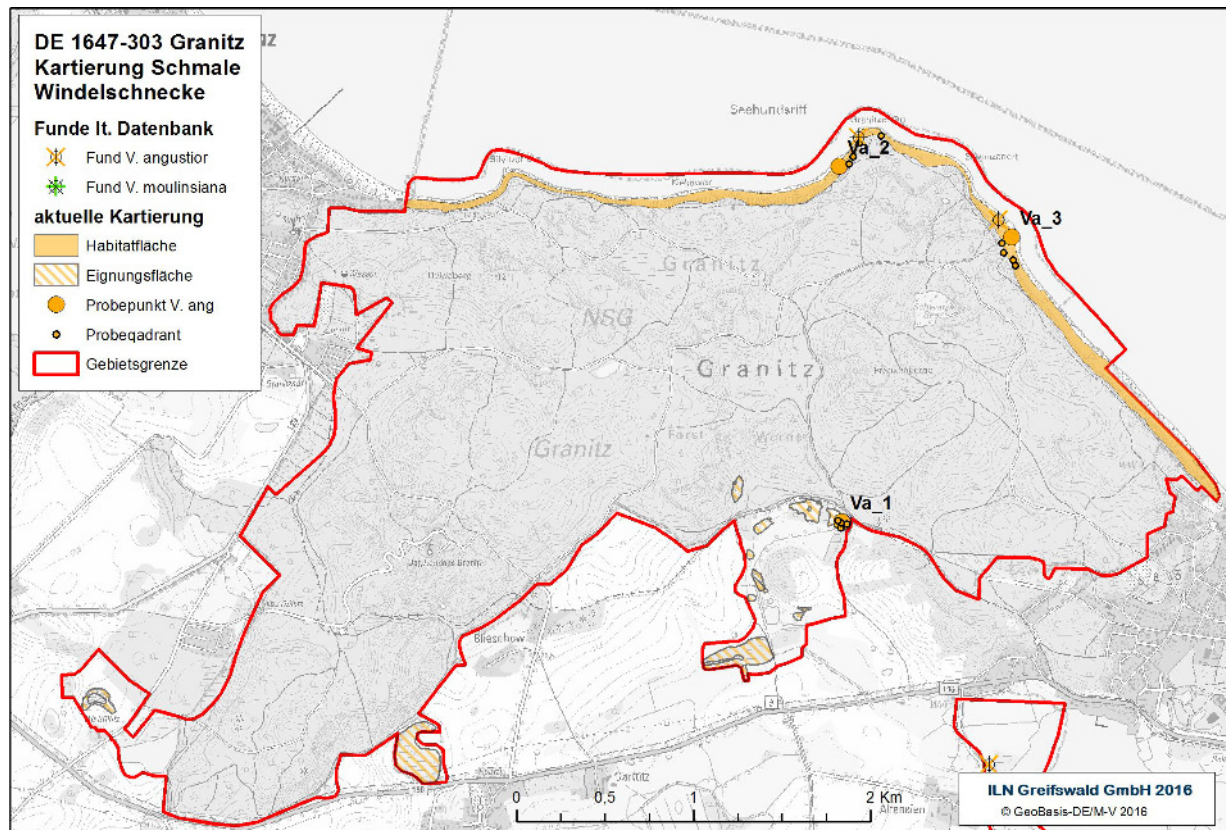 DE 1647-303 Granitz
Kartierung Schmale
Windelschnecke
Funde lt. Datenbank
Fund V. angustior
Fund V. moulinsiana
aktuelle Kartierung
Habitatfläche
Eignungsfläche
Probepunkt V. ang
Probeqadrant
Gebietsgrenze
Seehundsriff
Va_2
Va_3
Granitz
NSG
Granitz
Granitz
Forst
Werder
Va_1
Blieschow
0 0,5 1 2 Km
ILN Greifswald GmbH 2016
© GeoBasis-DE/M-V 2016